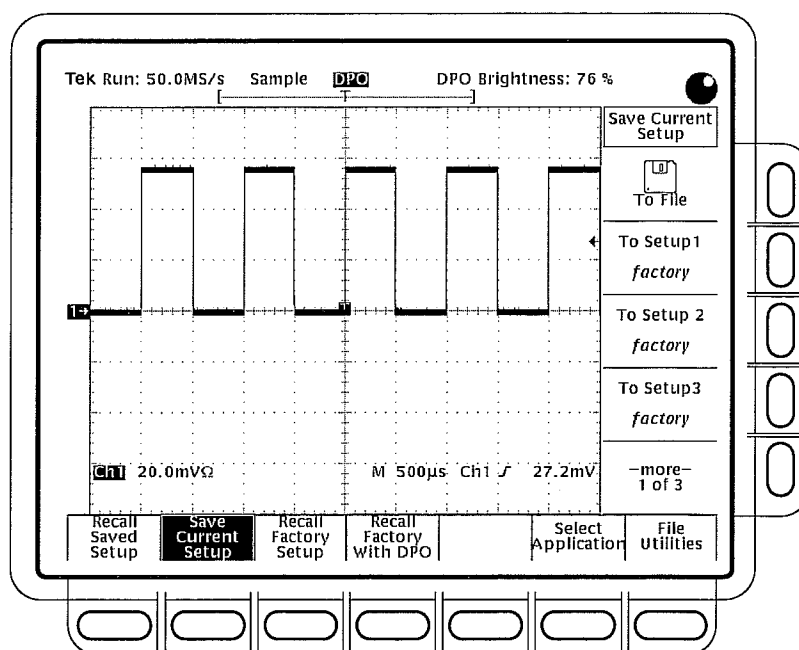 Tek Run: 50.0MS/s Sample DPO DPO Brightness: 76 %
[ T ]
Save Current
Setup
To File
To Setup1
factory
1→
T
To Setup 2
factory
To Setup3
factory
Ch1 20.0mVΩ M 500µs Ch1 ∫ 27.2mV
–more–
1 of 3
Recall
Saved
Setup
Save
Current
Setup
Recall
Factory
Setup
Recall
Factory
With DPO
Select
Application
File
Utilities